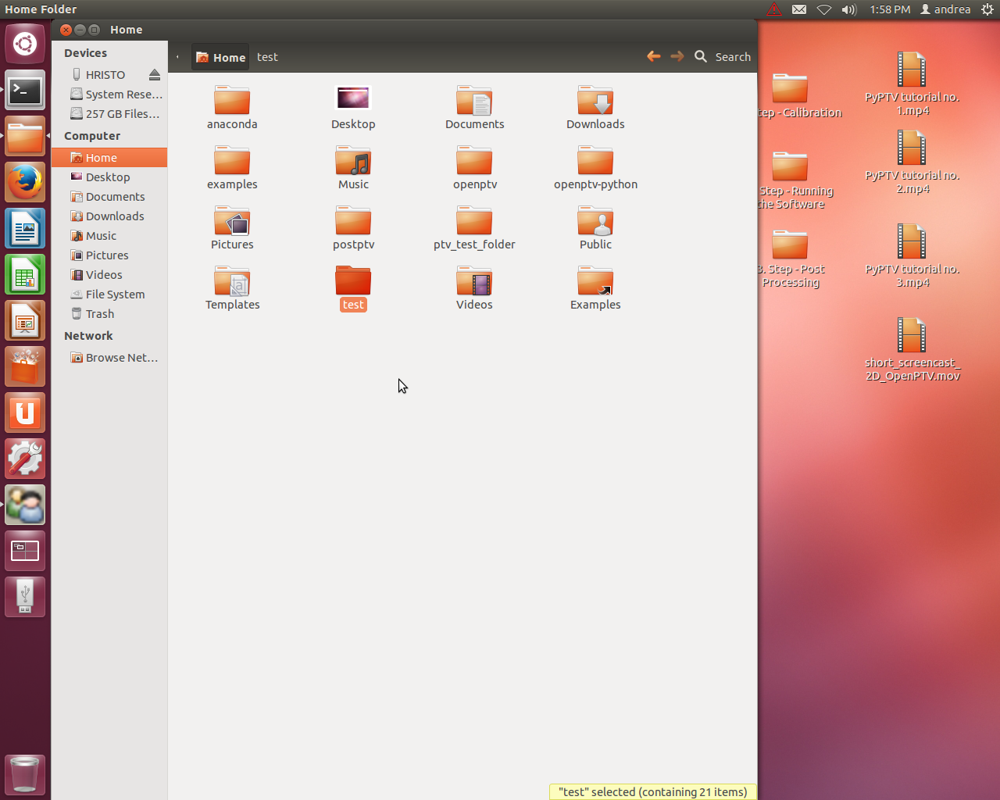 Home Folder
1:58 PM
andrea
Home
Devices
HRISTO
System Rese...
257 GB Files...
Computer
Home
Desktop
Documents
Downloads
Music
Pictures
Videos
File System
Trash
Network
Browse Net...
Home
test
Search
anaconda
Desktop
Documents
Downloads
examples
Music
openptv
openptv-python
Pictures
postptv
ptv_test_folder
Public
Templates
test
Videos
Examples
"test" selected (containing 21 items)
tep - Calibration
Step - Running
the Software
3. Step - Post
Processing
PyPTV tutorial no.
1.mp4
PyPTV tutorial no.
2.mp4
PyPTV tutorial no.
3.mp4
short_screencast_
2D_OpenPTV.mov